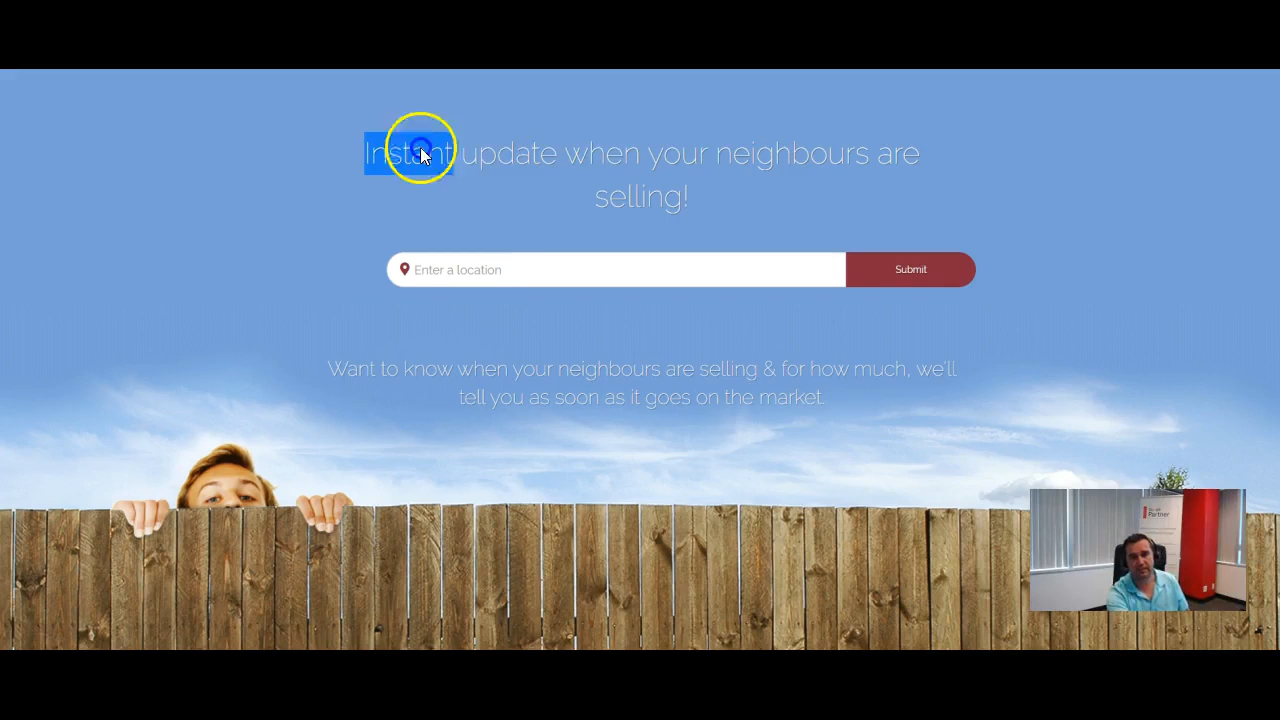 Instant update when your neighbours are
selling!
Enter a location
Submit
Want to know when your neighbours are selling & for how much, we'll
tell you as soon as it goes on the market.
Partner